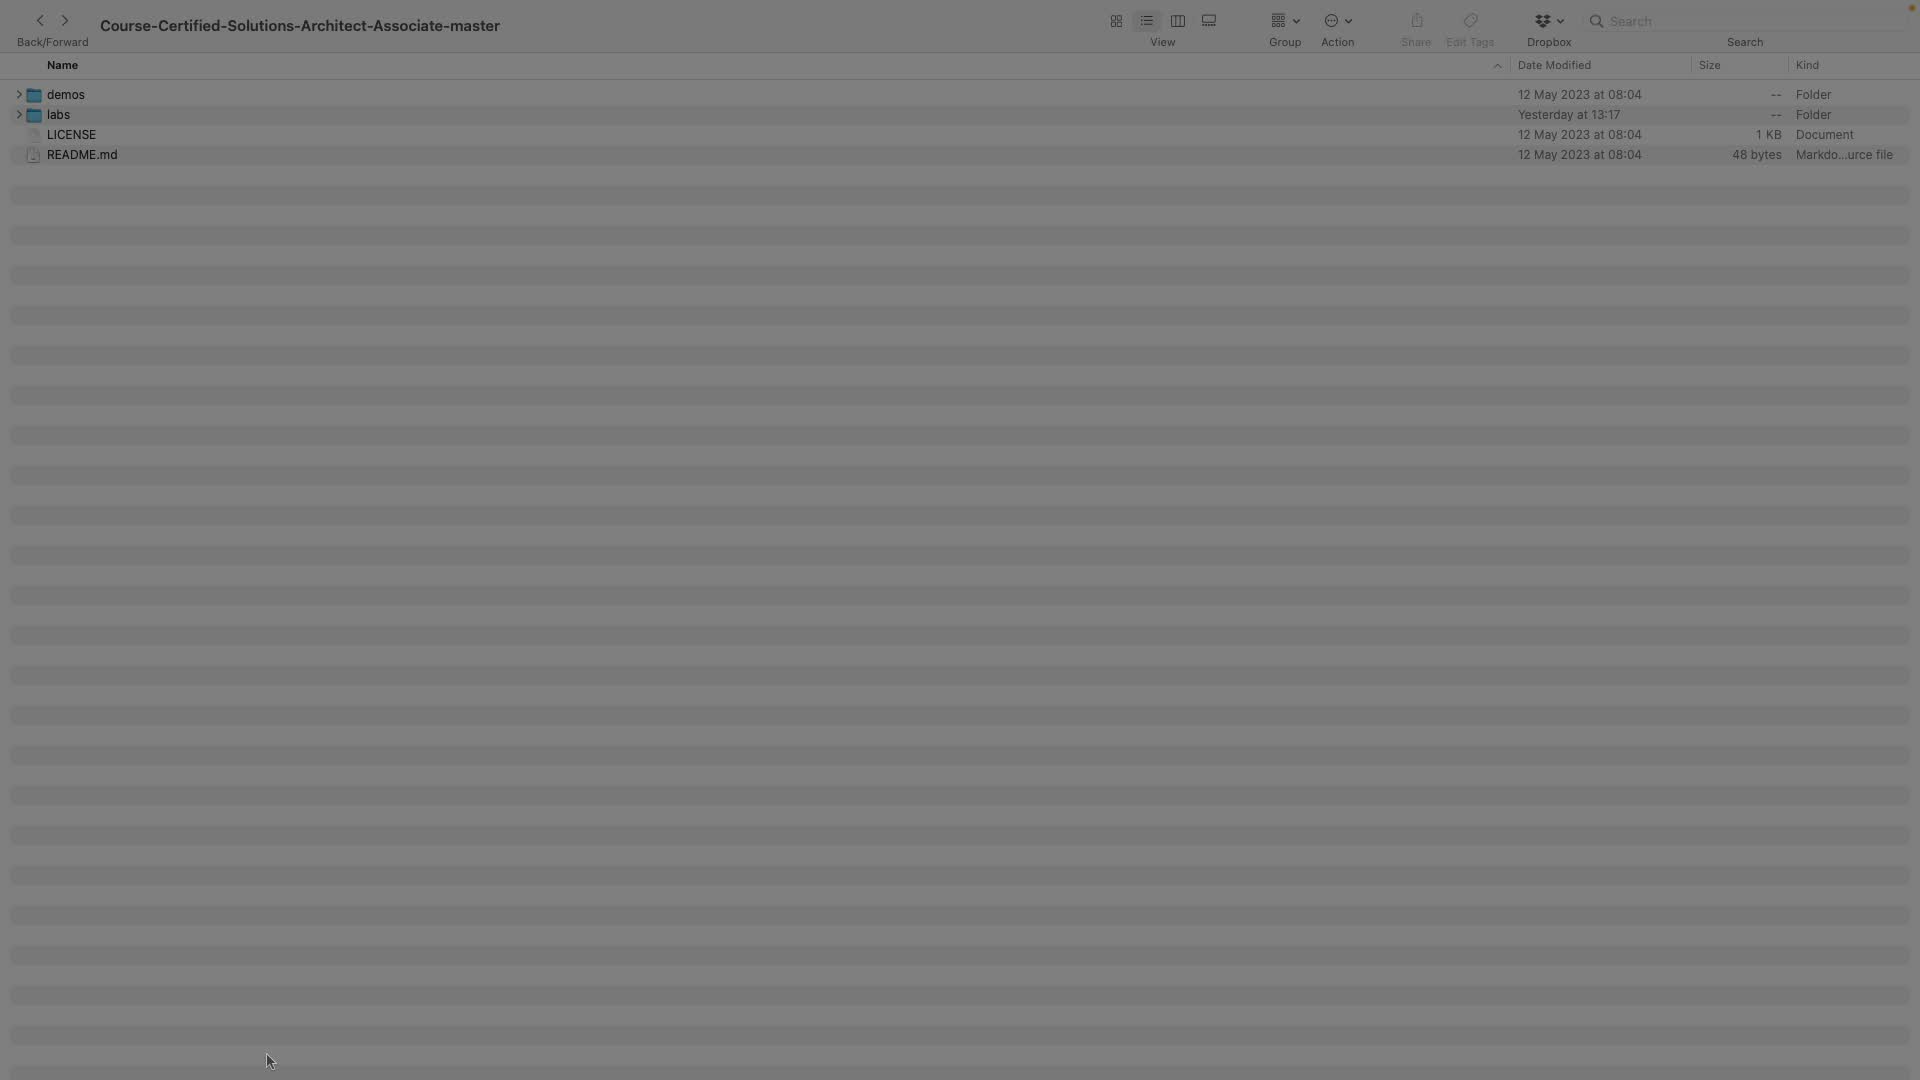 Course-Certified-Solutions-Architect-Associate-master
Back/Forward
View
Group
Action
Share
Edit Tags
Dropbox
Search
Search
Name
Date Modified
Size
Kind
demos
12 May 2023 at 08:04
--
Folder
labs
Yesterday at 13:17
--
Folder
LICENSE
12 May 2023 at 08:04
1 KB
Document
README.md
12 May 2023 at 08:04
48 bytes
Markdo...urce file